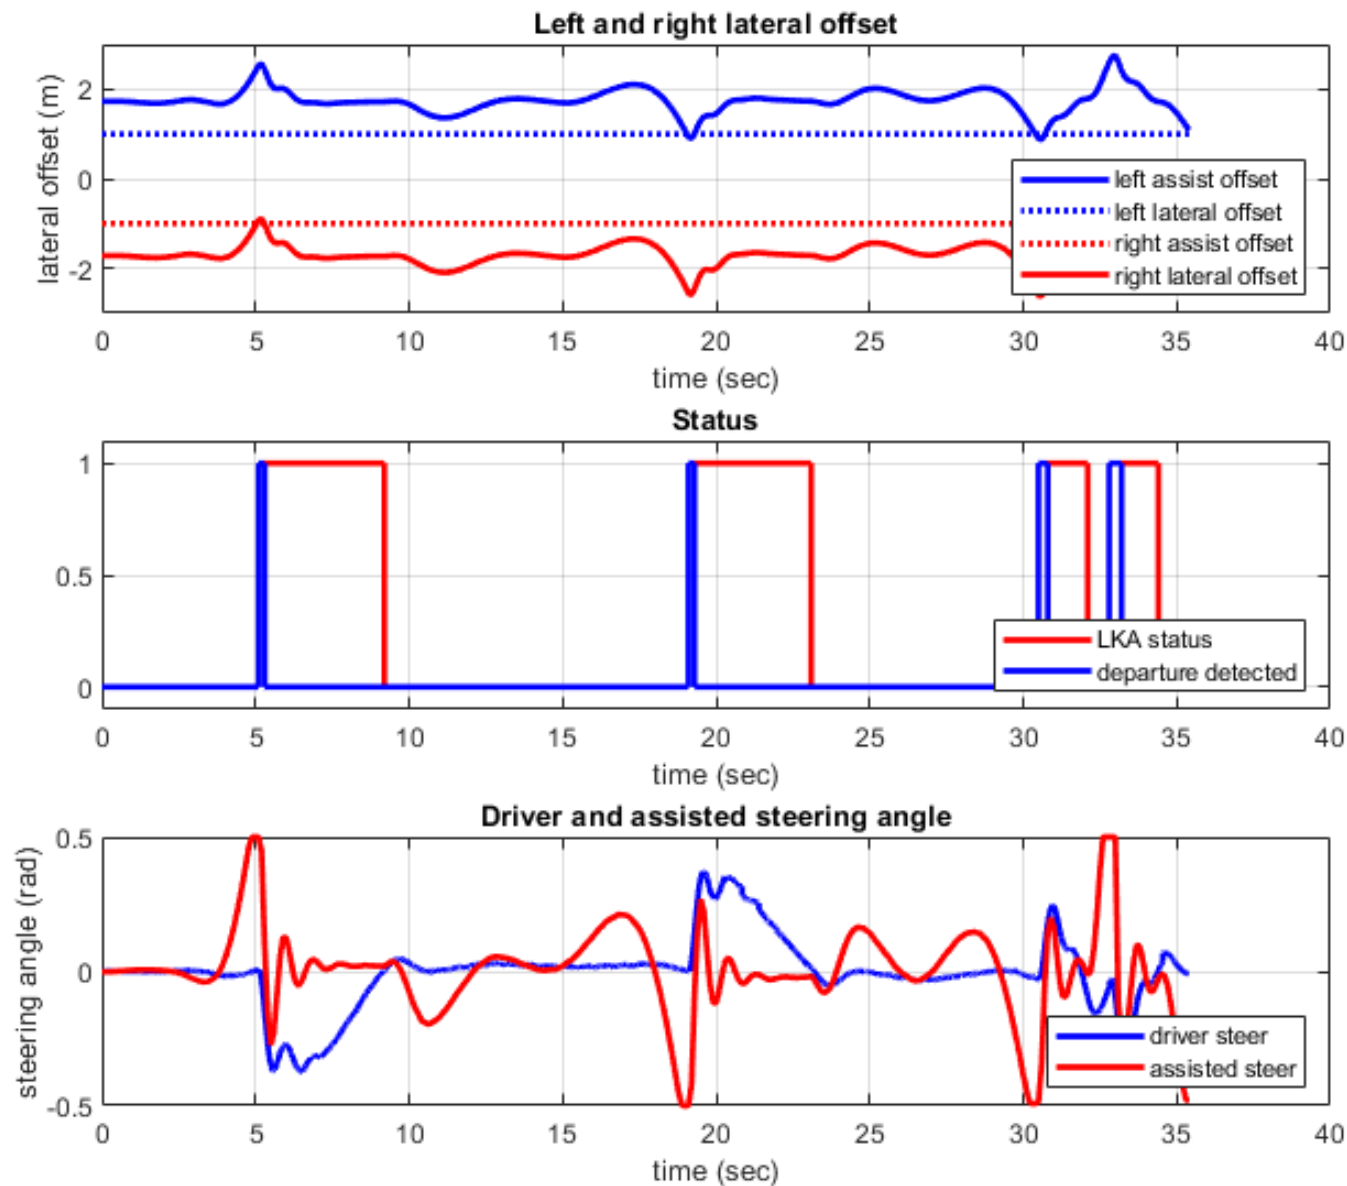 Left and right lateral offset
lateral offset (m)
2
0
-2
left assist offset
left lateral offset
right assist offset
right lateral offset
0 5 10 15 20 25 30 35 40
time (sec)
Status
1
0.5
0
LKA status
departure detected
0 5 10 15 20 25 30 35 40
time (sec)
Driver and assisted steering angle
steering angle (rad)
0.5
0
-0.5
driver steer
assisted steer
0 5 10 15 20 25 30 35 40
time (sec)